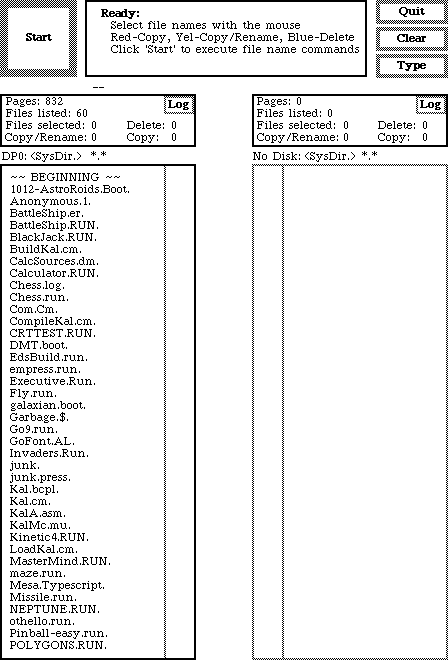 Start
Ready:
Select file names with the mouse
Red-Copy, Yel-Copy/Rename, Blue-Delete
Click 'Start' to execute file name commands
Quit
Clear
Type
--
Pages: 832
Log
Files listed: 60
Files selected: 0 Delete: 0
Copy/Rename: 0 Copy: 0
DP0: <SysDir.> *.*
~~ BEGINNING ~~
1012-AstroRoids.Boot.
Anonymous.1.
BattleShip.er.
BattleShip.RUN.
BlackJack.RUN.
BuildKal.cm.
CalcSources.dm.
Calculator.RUN.
Chess.log.
Chess.run.
Com.Cm.
CompileKal.cm.
CRTTEST.RUN.
DMT.boot.
EdsBuild.run.
empress.run.
Executive.Run.
Fly.run.
galaxian.boot.
Garbage.$.
Go9.run.
GoFont.AL.
Invaders.Run.
junk.
junk.press.
Kal.bcpl.
Kal.cm.
KalA.asm.
KalMc.mu.
Kinetic4.RUN.
LoadKal.cm.
MasterMind.RUN.
maze.run.
Mesa.Typescript.
Missile.run.
NEPTUNE.RUN.
othello.run.
Pinball-easy.run.
POLYGONS.RUN.
Pages: 0
Log
Files listed: 0
Files selected: 0 Delete: 0
Copy/Rename: 0 Copy: 0
No Disk: <SysDir.> *.*